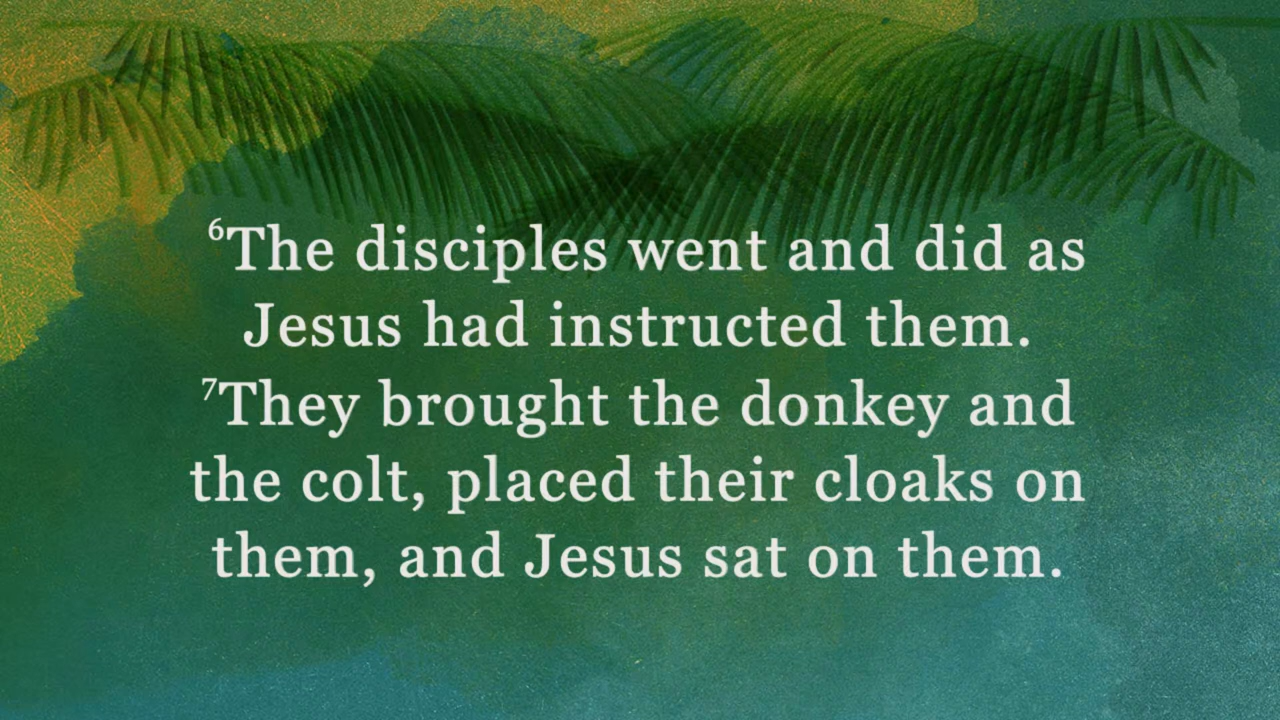 ⁶The disciples went and did as
Jesus had instructed them.
⁷They brought the donkey and
the colt, placed their cloaks on
them, and Jesus sat on them.